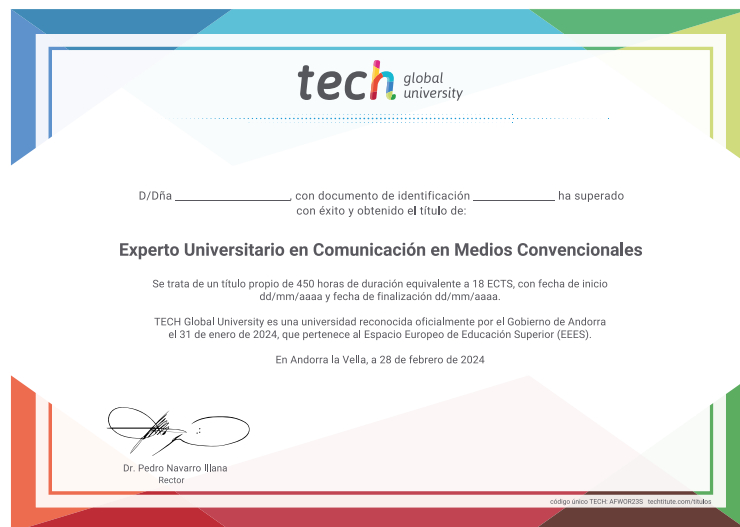 tech global university
D/Dña ______________, con documento de identificación ____________ ha superado
con éxito y obtenido el título de:
Experto Universitario en Comunicación en Medios Convencionales
Se trata de un título propio de 450 horas de duración equivalente a 18 ECTS, con fecha de inicio
dd/mm/aaaa y fecha de finalización dd/mm/aaaa.
TECH Global University es una universidad reconocida oficialmente por el Gobierno de Andorra
el 31 de enero de 2024, que pertenece al Espacio Europeo de Educación Superior (EEES).
En Andorra la Vella, a 28 de febrero de 2024
Dr. Pedro Navarro Illana
Rector
código único TECH: AFWOR23S techtitute.com/titulos